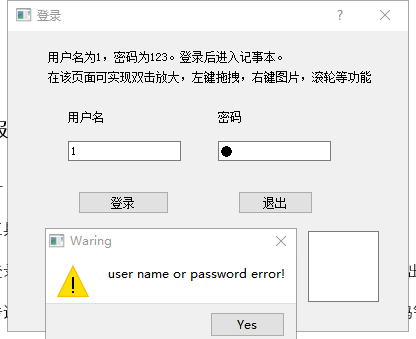 登录
用户名为1，密码为123。登录后进入记事本。
在该页面可实现双击放大，左键拖拽，右键图片，滚轮等功能
用户名
密码
1
登录
退出
Waring
user name or password error!
Yes